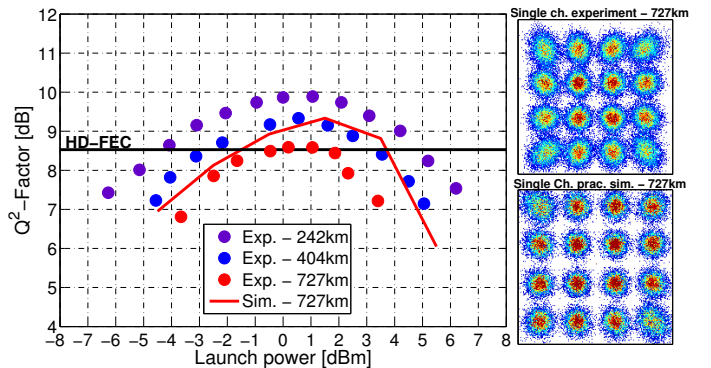 Single ch. experiment – 727km
12
11
10
9
8
7
6
5
4
Q²–Factor [dB]
HD–FEC
Exp. – 242km
Exp. – 404km
Exp. – 727km
Sim. – 727km
Single Ch. prac. sim. – 727km
–8 –7 –6 –5 –4 –3 –2 –1 0 1 2 3 4 5 6 7 8
Launch power [dBm]